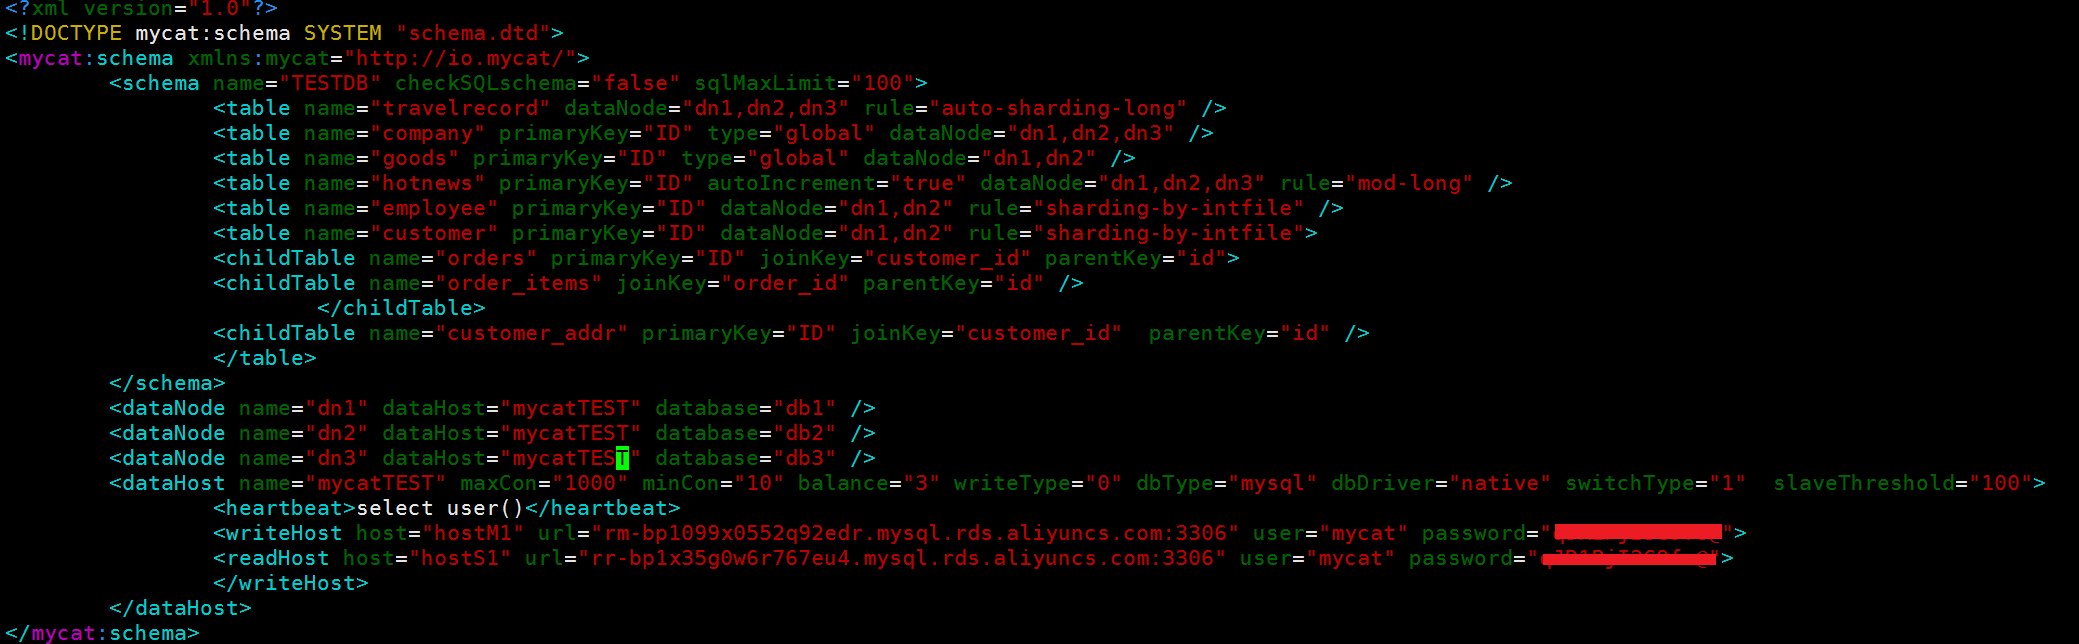 <?xml version="1.0"?>
<!DOCTYPE mycat:schema SYSTEM "schema.dtd">
<mycat:schema xmlns:mycat="http://io.mycat/">
<schema name="TESTDB" checkSQLschema="false" sqlMaxLimit="100">
<table name="travelrecord" dataNode="dn1,dn2,dn3" rule="auto-sharding-long" />
<table name="company" primaryKey="ID" type="global" dataNode="dn1,dn2,dn3" />
<table name="goods" primaryKey="ID" type="global" dataNode="dn1,dn2" />
<table name="hotnews" primaryKey="ID" autoIncrement="true" dataNode="dn1,dn2,dn3" rule="mod-long" />
<table name="employee" primaryKey="ID" dataNode="dn1,dn2" rule="sharding-by-intfile" />
<table name="customer" primaryKey="ID" dataNode="dn1,dn2" rule="sharding-by-intfile">
<childTable name="orders" primaryKey="ID" joinKey="customer_id" parentKey="id">
<childTable name="order_items" joinKey="order_id" parentKey="id" />
</childTable>
<childTable name="customer_addr" primaryKey="ID" joinKey="customer_id"  parentKey="id" />
</table>
</schema>
<dataNode name="dn1" dataHost="mycatTEST" database="db1" />
<dataNode name="dn2" dataHost="mycatTEST" database="db2" />
<dataNode name="dn3" dataHost="mycatTEST" database="db3" />
<dataHost name="mycatTEST" maxCon="1000" minCon="10" balance="3" writeType="0" dbType="mysql" dbDriver="native" switchType="1"  slaveThreshold="100">
<heartbeat>select user()</heartbeat>
<writeHost host="hostM1" url="rm-bp1099x0552q92edr.mysql.rds.aliyuncs.com:3306" user="mycat" password="">
<readHost host="hostS1" url="rr-bp1x35g0w6r767eu4.mysql.rds.aliyuncs.com:3306" user="mycat" password="">
</writeHost>
</dataHost>
</mycat:schema>